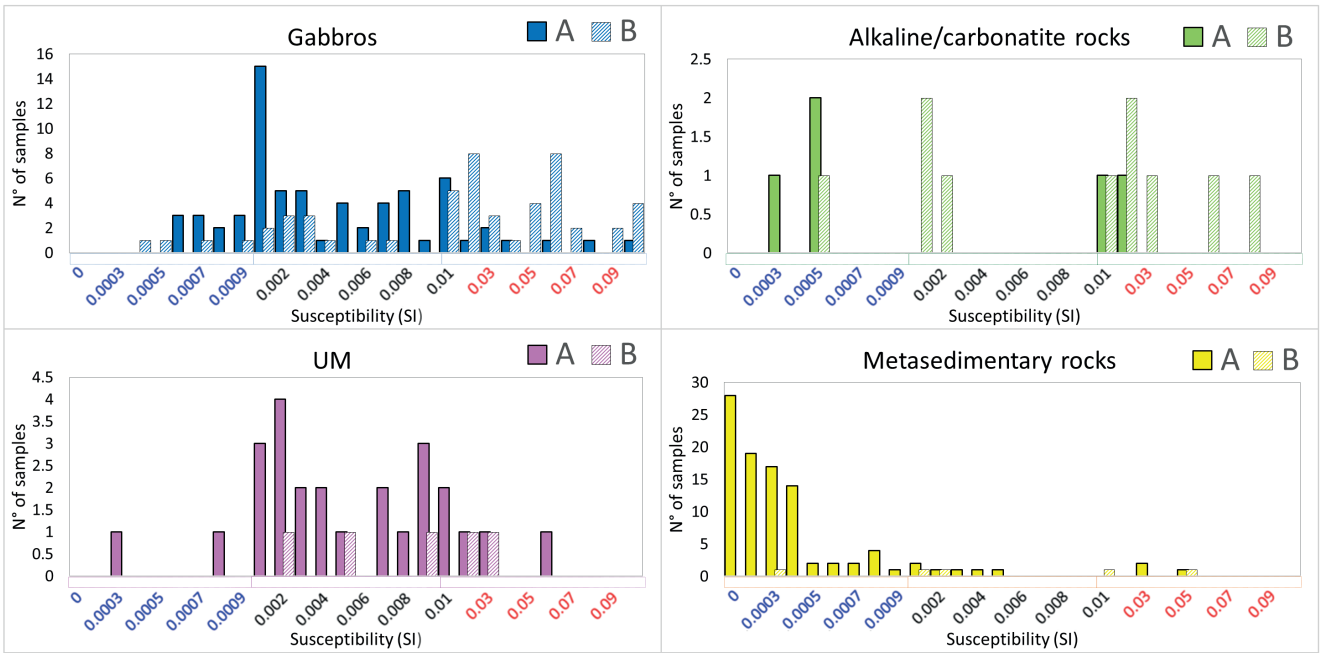 Gabbros
A
B
N° of samples
16
14
12
10
8
6
4
2
0
0 0.0003 0.0005 0.0007 0.0009 0.002 0.004 0.006 0.008 0.01 0.03 0.05 0.07 0.09
Susceptibility (SI)
Alkaline/carbonatite rocks
A
B
N° of samples
2.5
2
1.5
1
0.5
0
0 0.0003 0.0005 0.0007 0.0009 0.002 0.004 0.006 0.008 0.01 0.03 0.05 0.07 0.09
Susceptibility (SI)
UM
A
B
N° of samples
4.5
4
3.5
3
2.5
2
1.5
1
0.5
0
0 0.0003 0.0005 0.0007 0.0009 0.002 0.004 0.006 0.008 0.01 0.03 0.05 0.07 0.09
Susceptibility (SI)
Metasedimentary rocks
A
B
N° of samples
30
25
20
15
10
5
0
0 0.0003 0.0005 0.0007 0.0009 0.002 0.004 0.006 0.008 0.01 0.03 0.05 0.07 0.09
Susceptibility (SI)